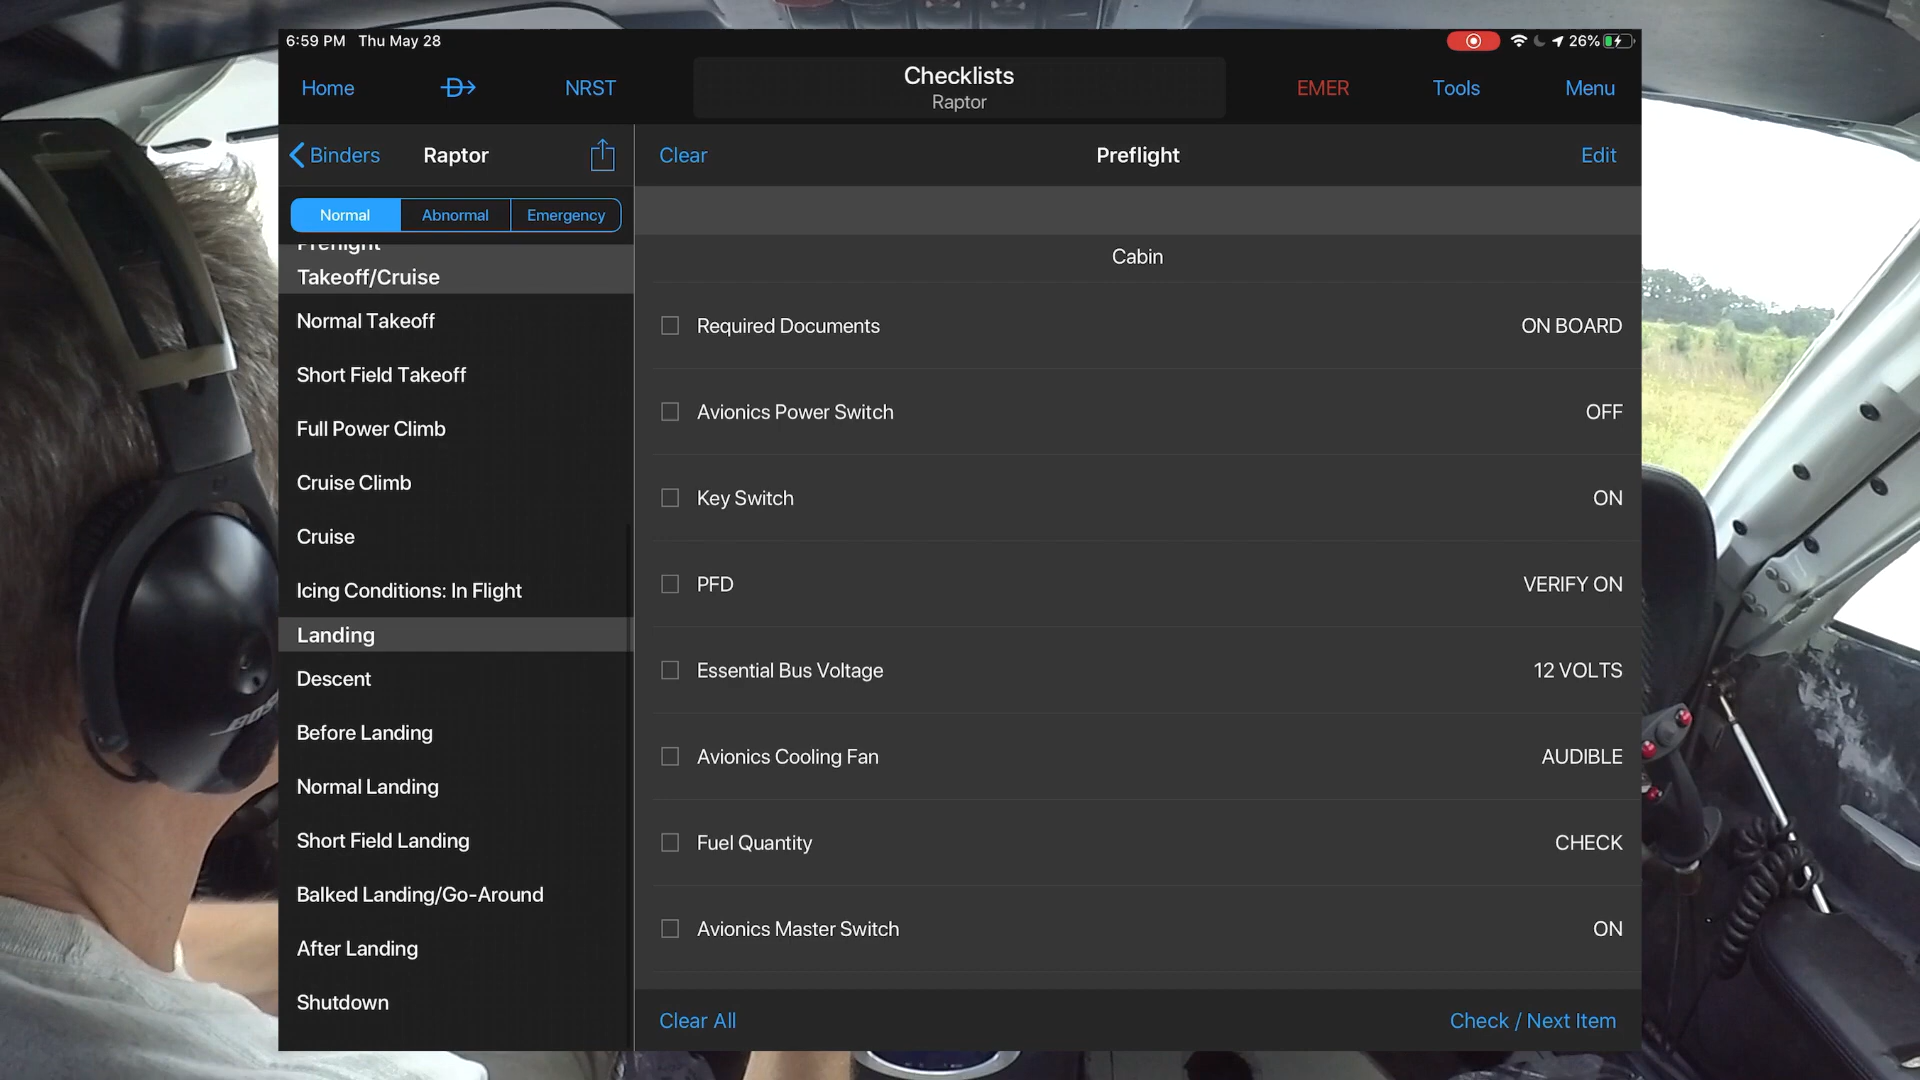 6:59 PM Thu May 28
26%
Home
NRST
Checklists
Raptor
EMER
Tools
Menu
Binders
Raptor
Normal
Abnormal
Emergency
Preflight
Takeoff/Cruise
Normal Takeoff
Short Field Takeoff
Full Power Climb
Cruise Climb
Cruise
Icing Conditions: In Flight
Landing
Descent
Before Landing
Normal Landing
Short Field Landing
Balked Landing/Go-Around
After Landing
Shutdown
Clear
Preflight
Edit
Cabin
Required Documents ON BOARD
Avionics Power Switch OFF
Key Switch ON
PFD VERIFY ON
Essential Bus Voltage 12 VOLTS
Avionics Cooling Fan AUDIBLE
Fuel Quantity CHECK
Avionics Master Switch ON
Clear All
Check / Next Item